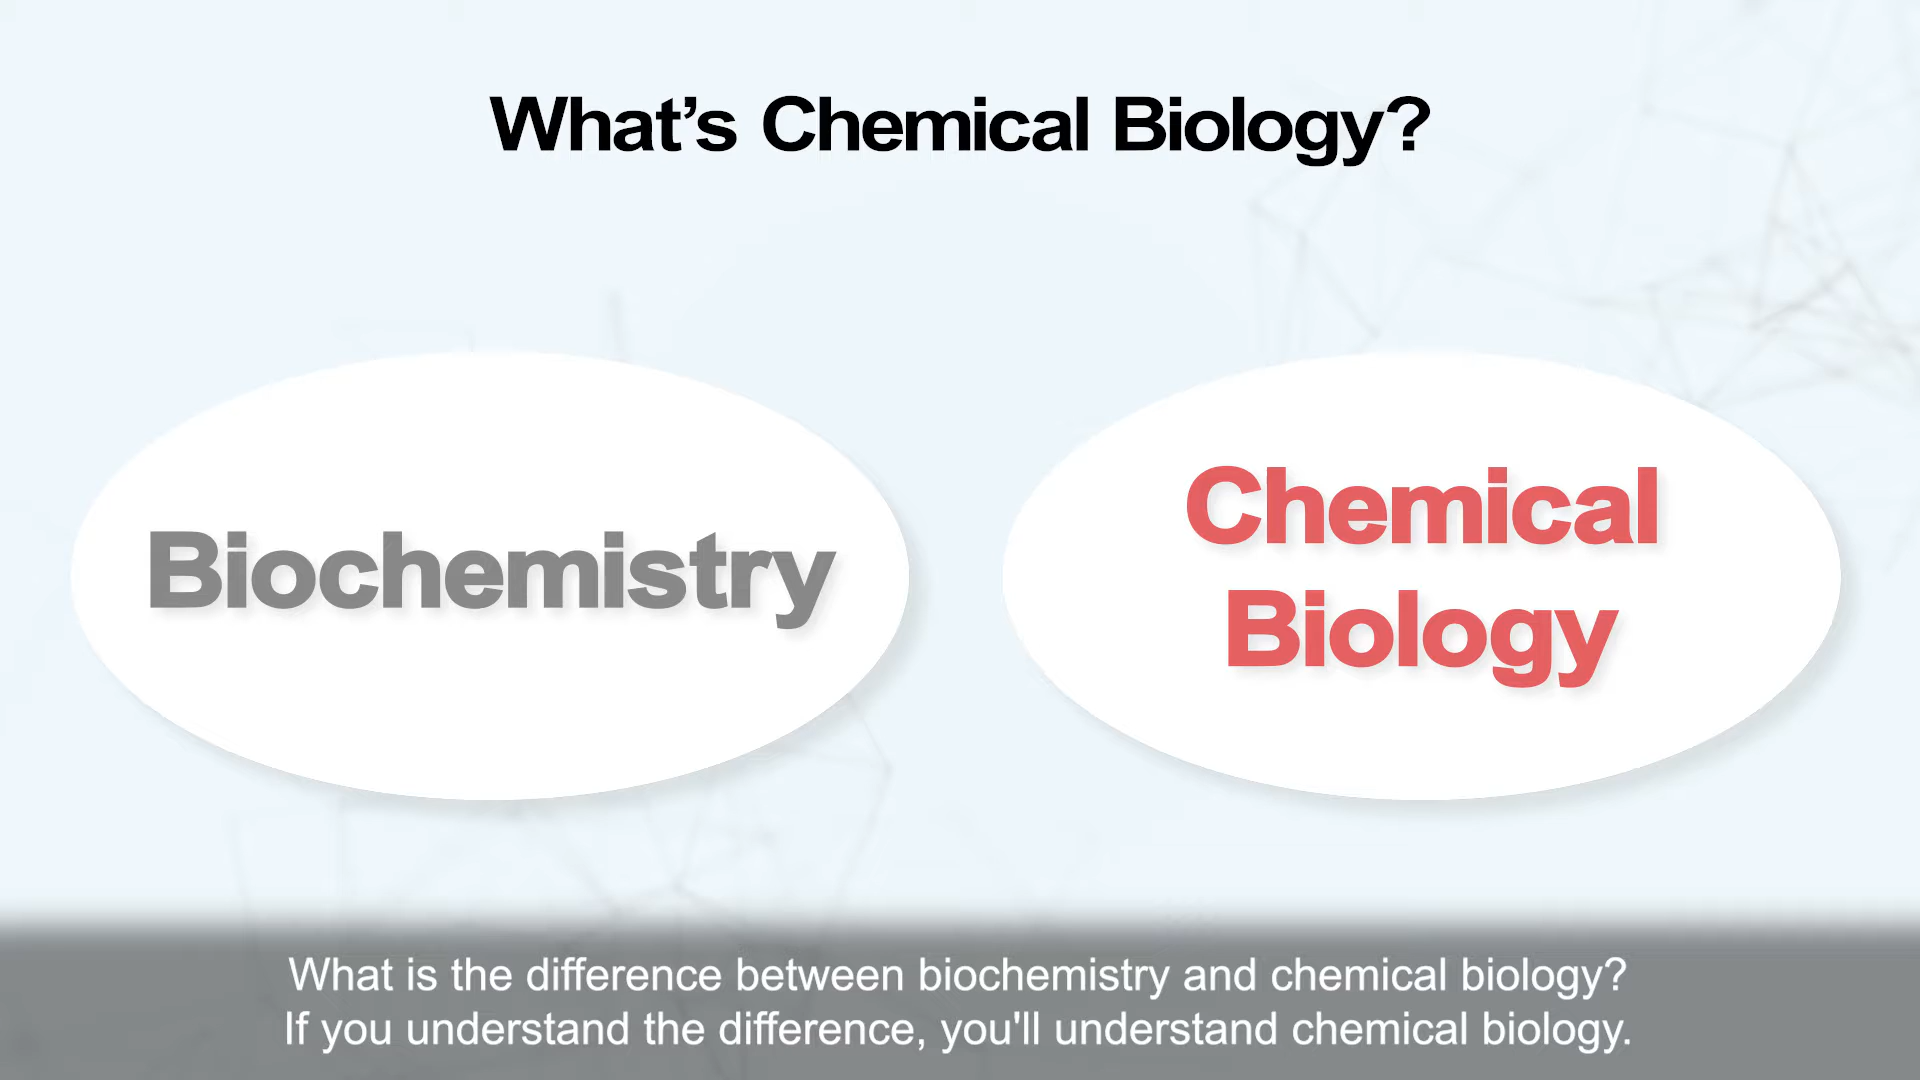 What’s Chemical Biology?
Biochemistry
Chemical
Biology
What is the difference between biochemistry and chemical biology?
If you understand the difference, you'll understand chemical biology.